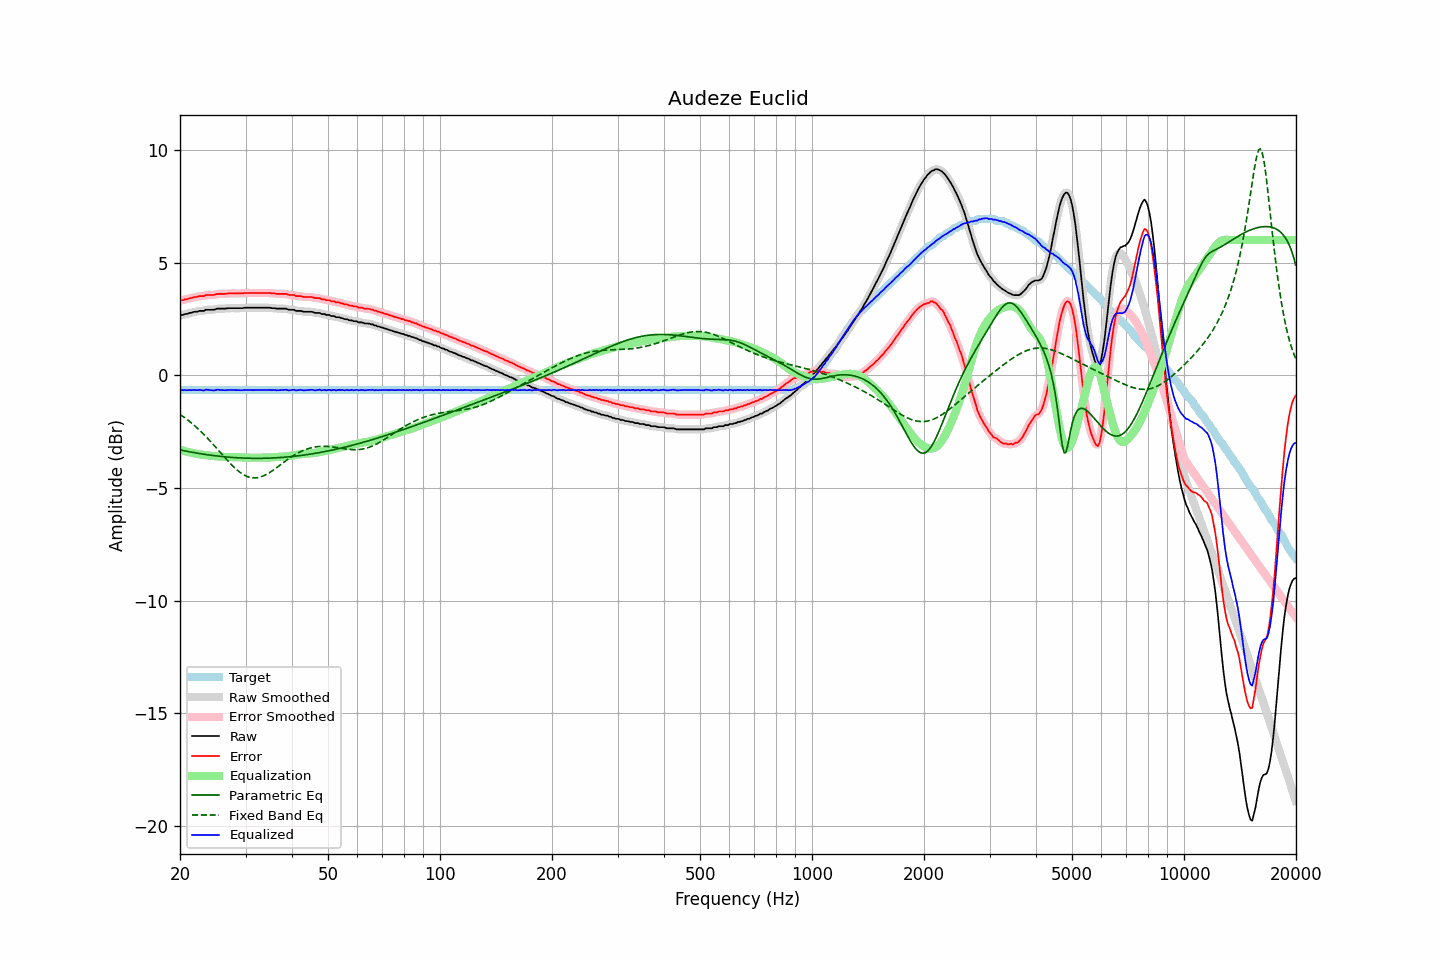 Audeze Euclid
Amplitude (dBr)
10
5
0
−5
−10
−15
−20
Target
Raw Smoothed
Error Smoothed
Raw
Error
Equalization
Parametric Eq
Fixed Band Eq
Equalized
20 50 100 200 500 1000 2000 5000 10000 20000
Frequency (Hz)